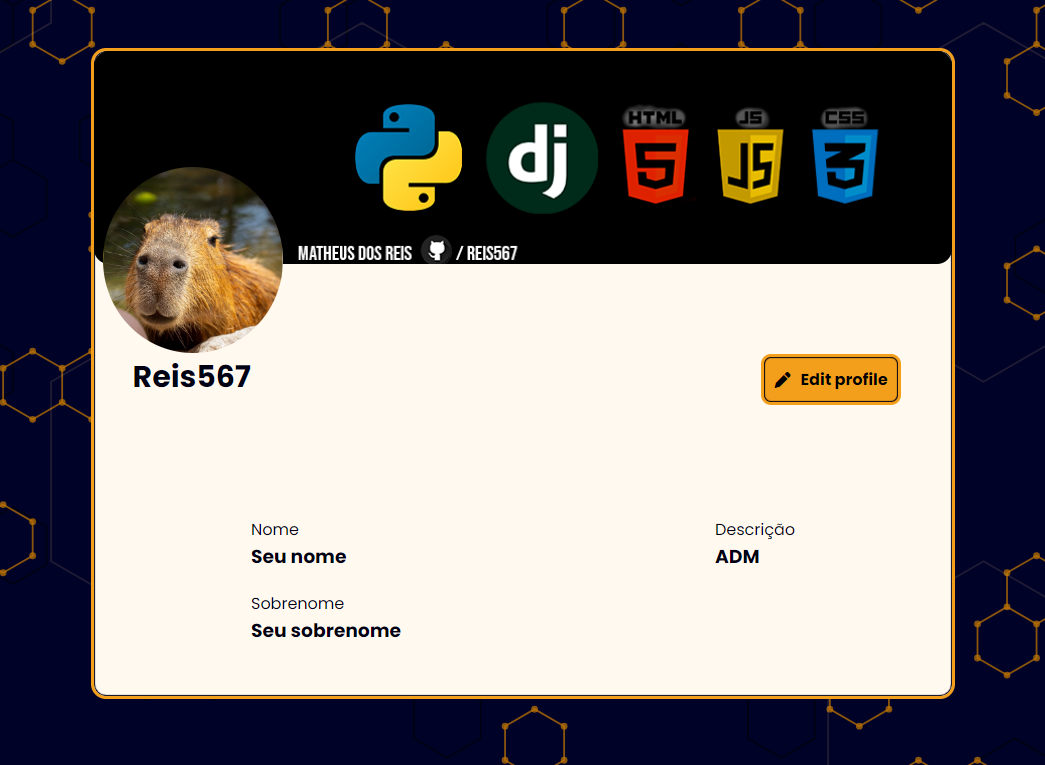 HTML JS CSS
dj 5 JS 3
MATHEUS DOS REIS / REIS567
Reis567
Edit profile
Nome
Seu nome
Descrição
ADM
Sobrenome
Seu sobrenome